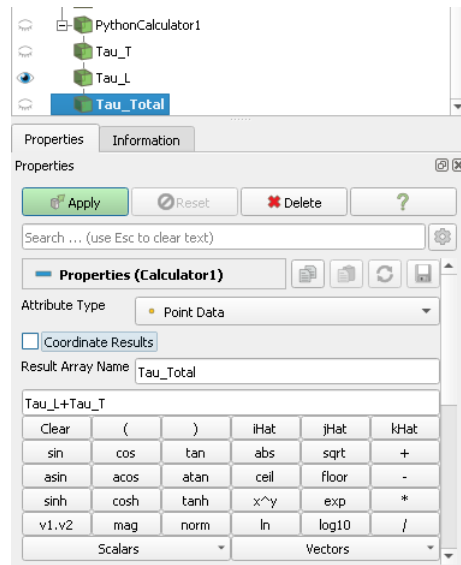 PythonCalculator1
Tau_T
Tau_L
Tau_Total
Properties Information
Properties
Apply Reset Delete ?
Search ... (use Esc to clear text)
Properties (Calculator1)
Attribute Type Point Data
Coordinate Results
Result Array Name Tau_Total
Tau_L+Tau_T
Clear ( ) iHat jHat kHat
sin cos tan abs sqrt +
asin acos atan ceil floor -
sinh cosh tanh x^y exp *
v1.v2 mag norm ln log10 /
Scalars Vectors